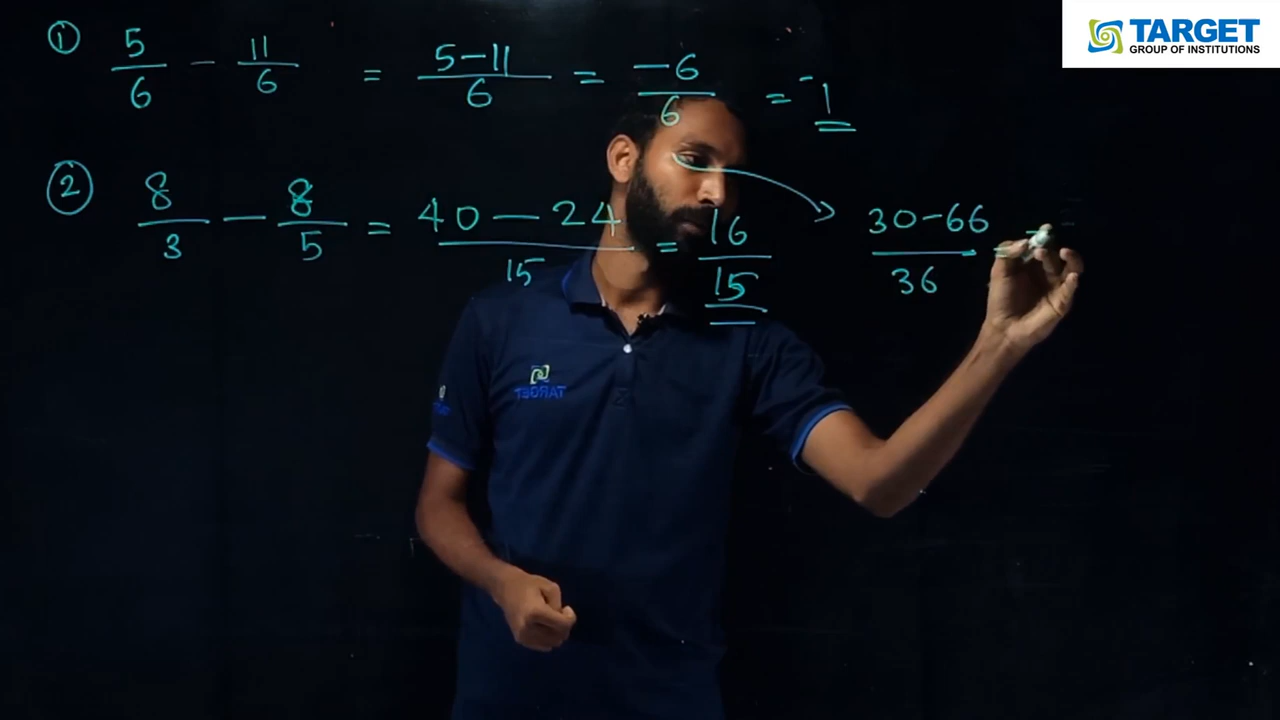 TARGET
GROUP OF INSTITUTIONS
① 5/6 - 11/6 = 5-11/6 = -6/6 = -1
② 8/3 - 8/5 = 40-24/15 = 16/15
30-66/36 = -
TARGET